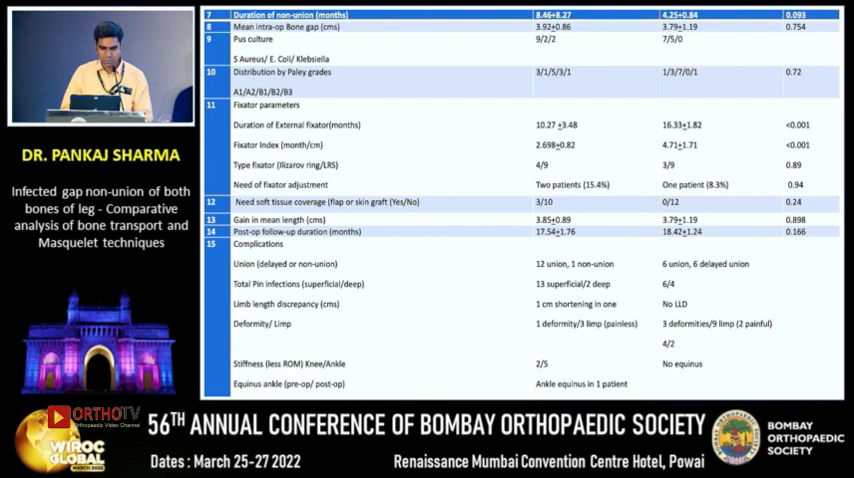 7 Duration of non-union (months) 8.46+8.27 4.25+0.84 0.093
8 Mean intra-op Bone gap (cms) 3.92+0.86 3.79+1.19 0.754
9 Pus culture 9/2/2 7/5/0
S Aureus/ E. Coli/ Klebsiella
10 Distribution by Paley grades 3/1/5/3/1 1/3/7/0/1 0.72
A1/A2/B1/B2/B3
11 Fixator parameters
Duration of External fixator(months) 10.27 +3.48 16.33+1.82 <0.001
Fixator Index (month/cm) 2.698+0.82 4.71+1.71 <0.001
Type fixator (Ilizarov ring/LRS) 4/9 3/9 0.89
Need of fixator adjustment Two patients (15.4%) One patient (8.3%) 0.94
12 Need soft tissue coverage (flap or skin graft (Yes/No) 3/10 0/12 0.24
13 Gain in mean length (cms) 3.85+0.89 3.79+1.19 0.898
14 Post-op follow-up duration (months) 17.54+1.76 18.42+1.24 0.166
15 Complications
Union (delayed or non-union) 12 union, 1 non-union 6 union, 6 delayed union
Total Pin infections (superficial/deep) 13 superficial/2 deep 6/4
Limb length discrepancy (cms) 1 cm shortening in one No LLD
Deformity/ Limp 1 deformity/3 limp (painless) 3 deformities/9 limp (2 painful)
4/2
Stiffness (less ROM) Knee/Ankle 2/5 No equinus
Equinus ankle (pre-op/ post-op) Ankle equinus in 1 patient
DR. PANKAJ SHARMA
Infected gap non-union of both
bones of leg - Comparative
analysis of bone transport and
Masquelet techniques
ORTHOTV
Orthopaedic Video Channel
WIROC
GLOBAL
MARCH 2022
56TH ANNUAL CONFERENCE OF BOMBAY ORTHOPAEDIC SOCIETY
Dates : March 25-27 2022 Renaissance Mumbai Convention Centre Hotel, Powai
BOMBAY
ORTHOPAEDIC
SOCIETY